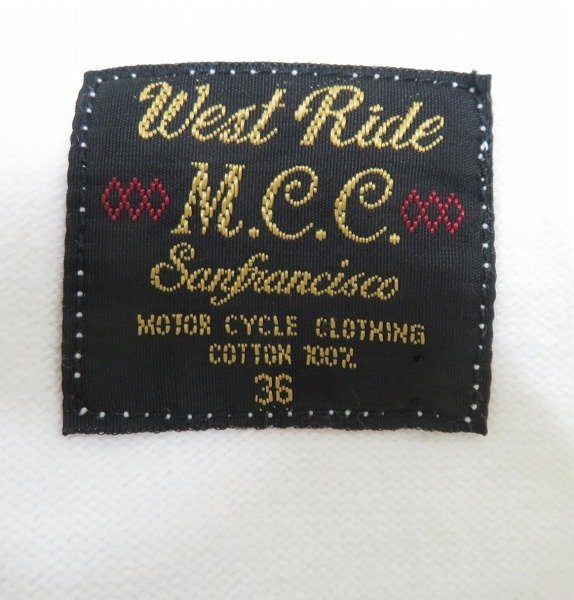 West Ride
M.C.C.
Sanfrancisco
MOTOR CYCLE CLOTHING
COTTON 100%
36